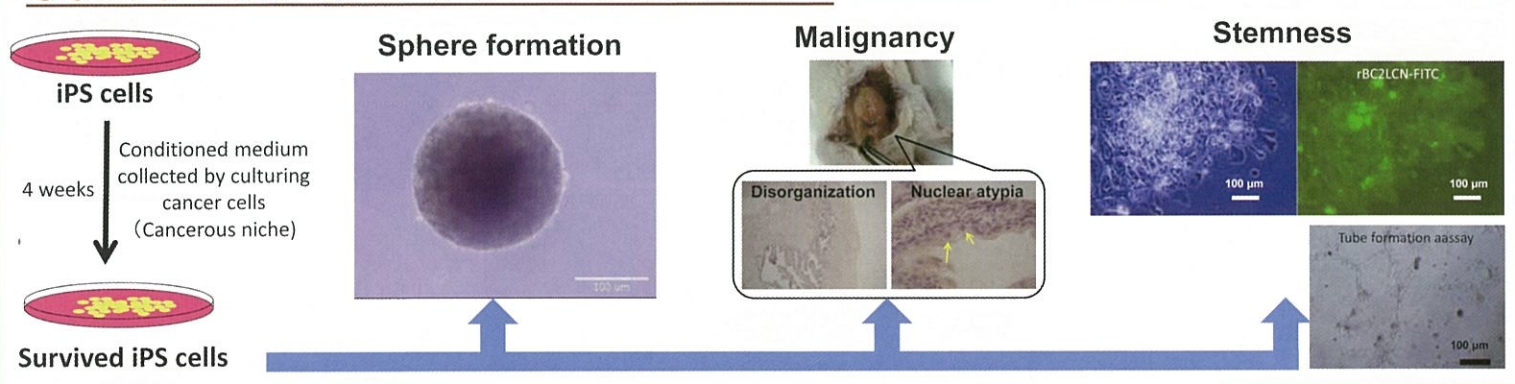 iPS cells
4 weeks
Conditioned medium
collected by culturing
cancer cells
(Cancerous niche)
Survived iPS cells
Sphere formation
100 μm
Malignancy
Disorganization
Nuclear atypia
Stemness
rBC2LCN-FITC
100 μm
100 μm
Tube formation aassay
100 μm